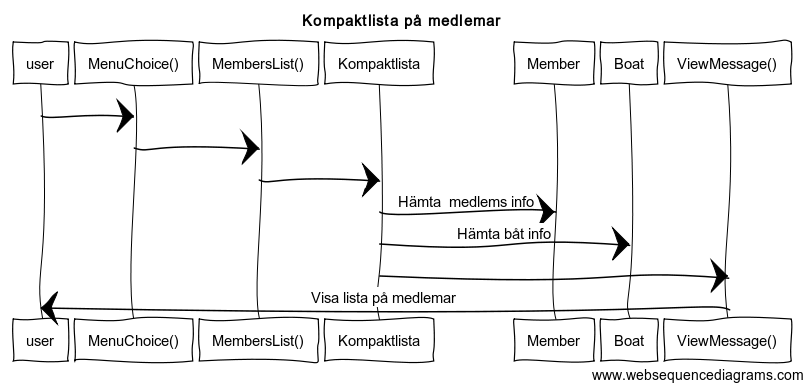 Kompaktlista på medlemar
user MenuChoice() MembersList() Kompaktlista Member Boat ViewMessage()
Hämta medlems info
Hämta båt info
Visa lista på medlemar
user MenuChoice() MembersList() Kompaktlista Member Boat ViewMessage()
www.websequencediagrams.com